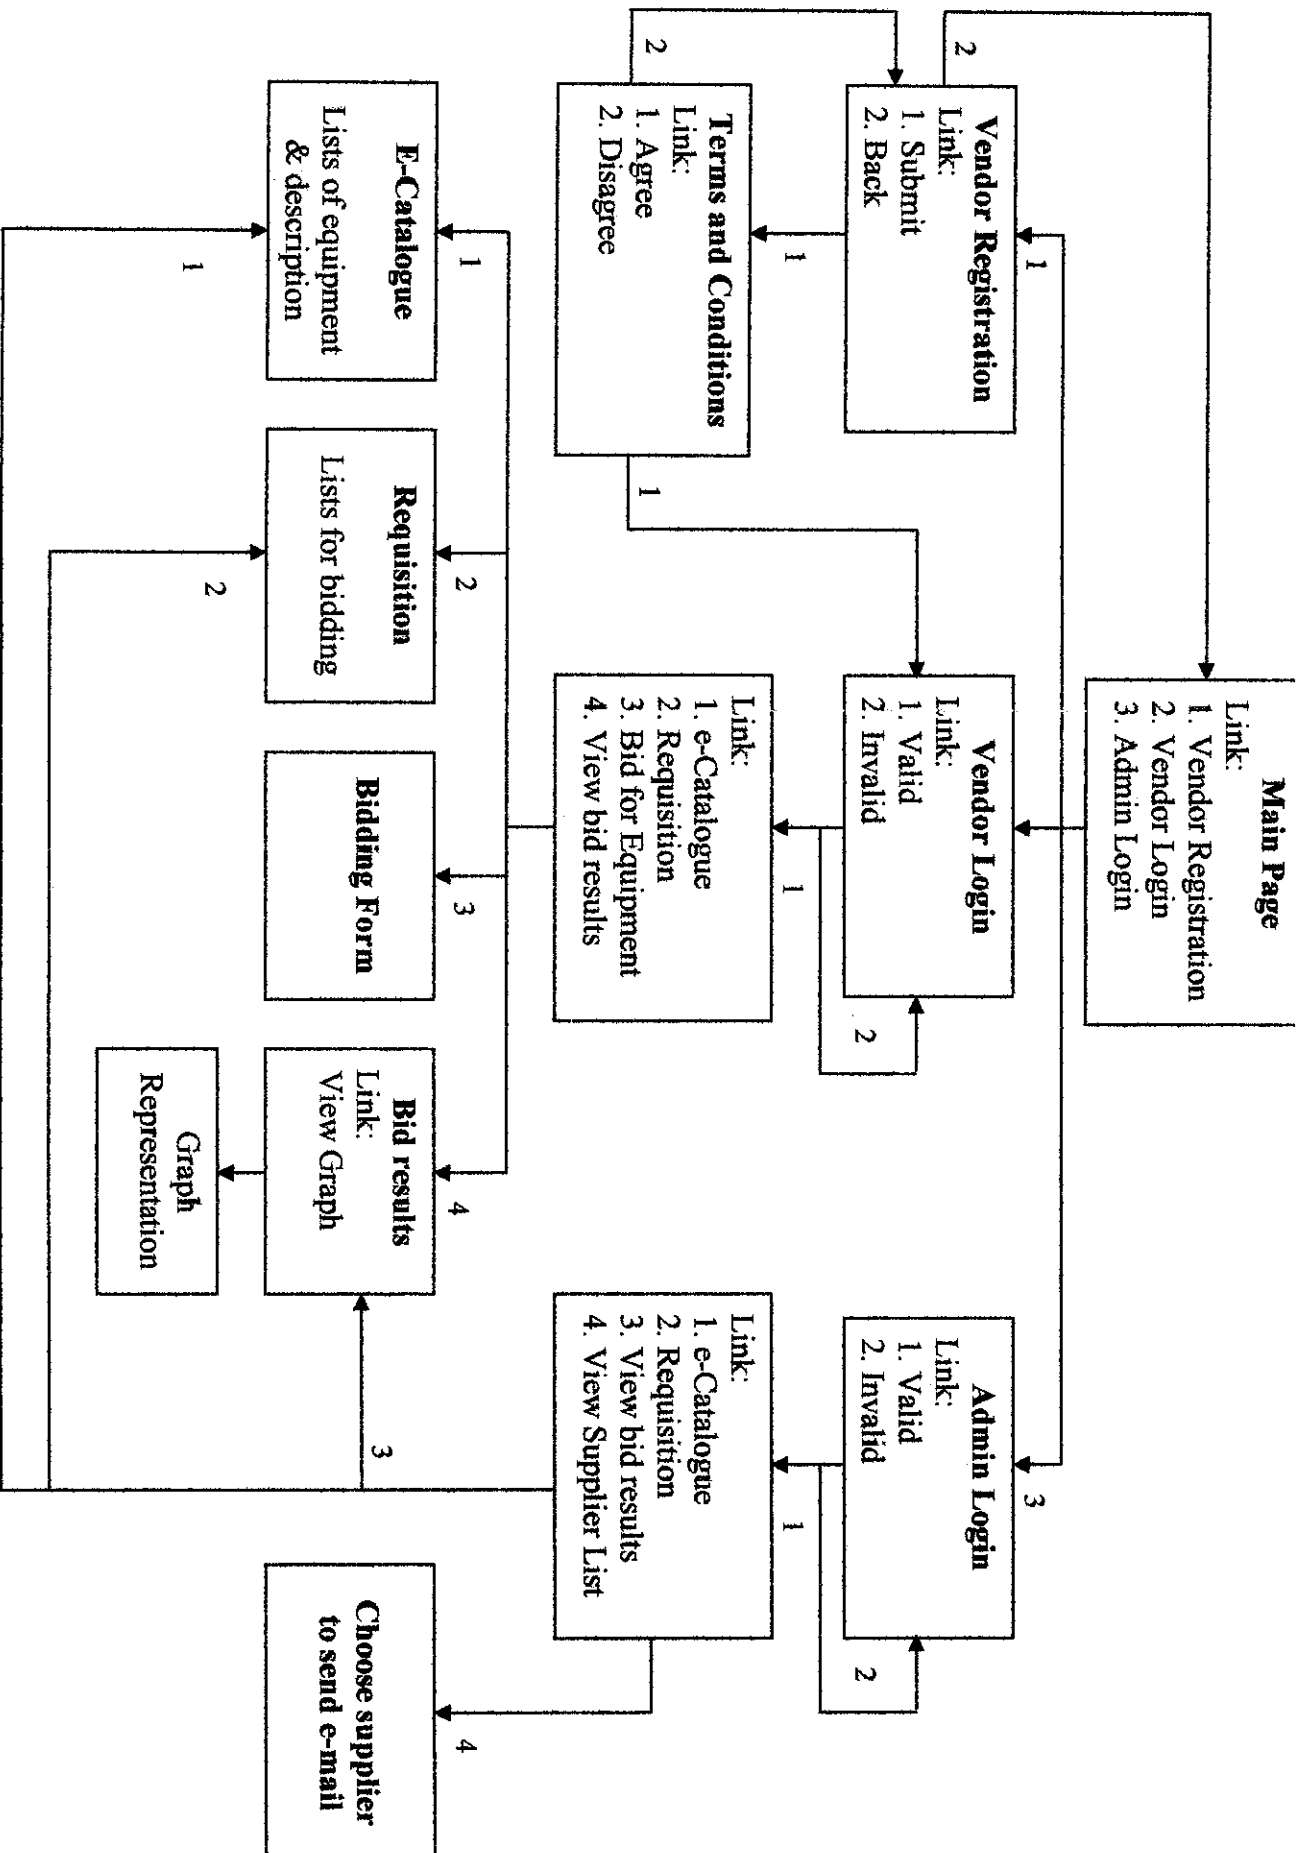 Main Page
Link:
1. Vendor Registration
2. Vendor Login
3. Admin Login
2
1
3
Vendor Registration
Link:
1. Submit
2. Back
Vendor Login
Link:
1. Valid
2. Invalid
Admin Login
Link:
1. Valid
2. Invalid
2
1
1
2
1
2
1
Terms and Conditions
Link:
1. Agree
2. Disagree
Link:
1. e-Catalogue
2. Requisition
3. Bid for Equipment
4. View bid results
Link:
1. e-Catalogue
2. Requisition
3. View bid results
4. View Supplier List
1
2
3
4
4
E-Catalogue
Lists of equipment
& description
Requisition
Lists for bidding
Bidding Form
Bid results
Link:
View Graph
3
Choose supplier
to send e-mail
1
2
Graph
Representation